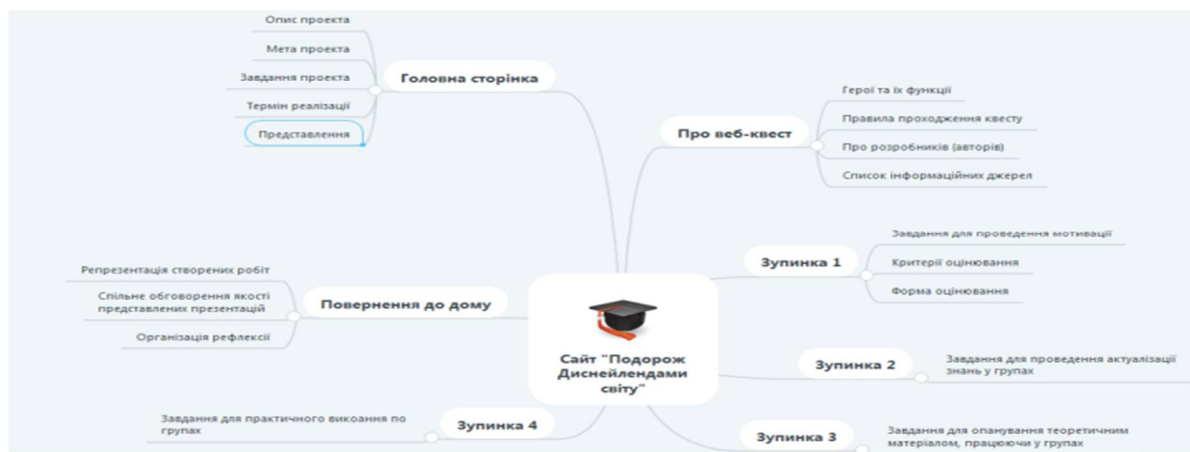 Опис проекта
Мета проекта
Завдання проекта
Термін реалізації
Представлення
Головна сторінка
Про веб-квест
Герої та їх функції
Правила проходження квесту
Про розробників (авторів)
Список інформаційних джерел
Зупинка 1
Завдання для проведення мотивації
Критерії оцінювання
Форма оцінювання
Репрезентація створених робіт
Спільне обговорення якості
представлених презентацій
Організація рефлексії
Повернення до дому
Сайт "Подорож
Диснейлендами
світу"
Зупинка 2
Завдання для проведення актуалізації
знань у групах
Завдання для практичного викоання по
групах
Зупинка 4
Зупинка 3
Завдання для опанування теоретичним
матеріалом, працюючи у групах